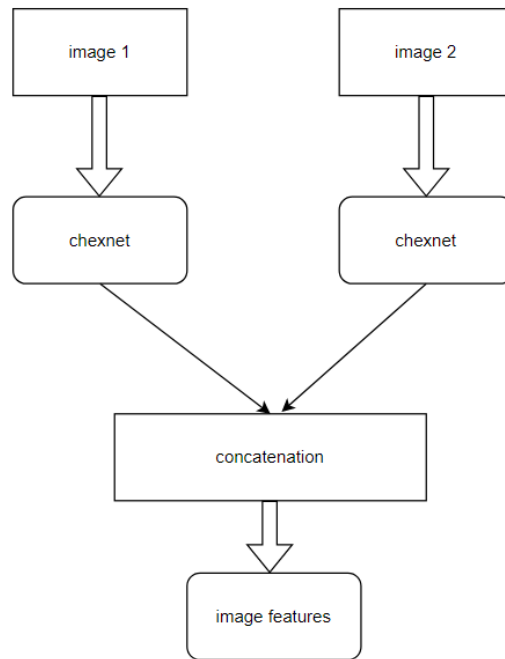 image 1
image 2
chexnet
chexnet
concatenation
image features